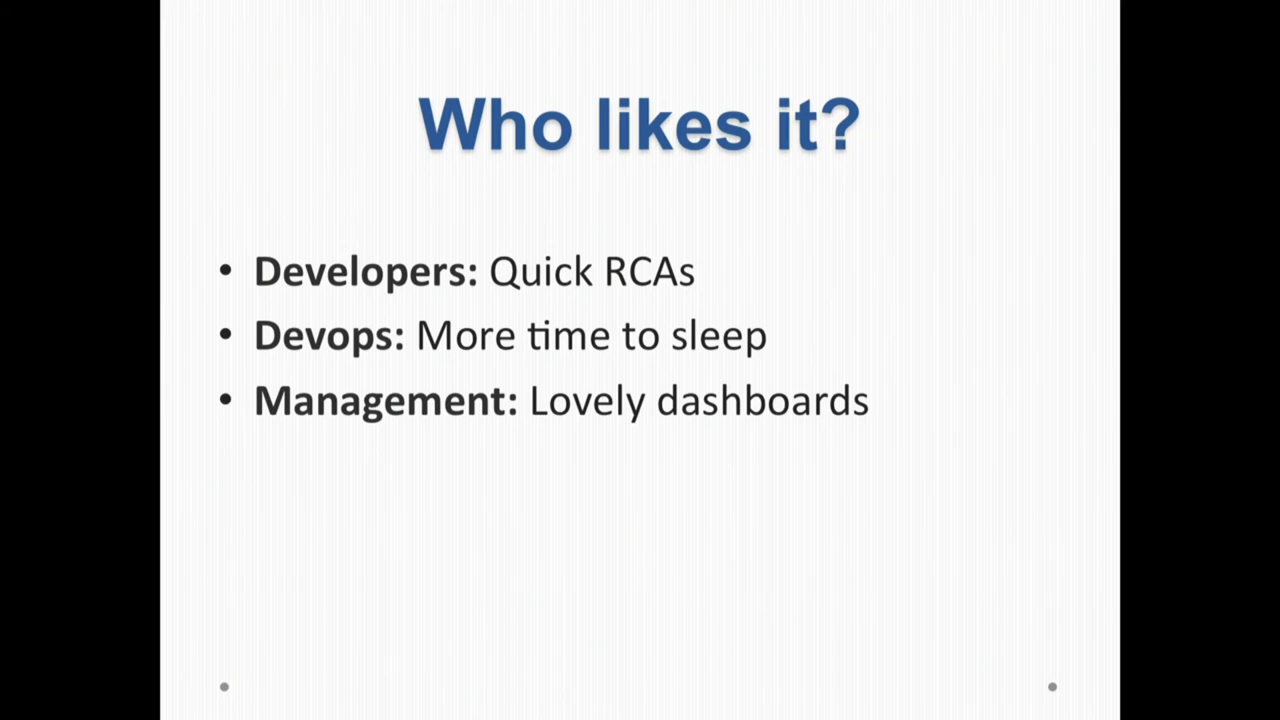 Who likes it?
• Developers: Quick RCAs
• Devops: More time to sleep
• Management: Lovely dashboards